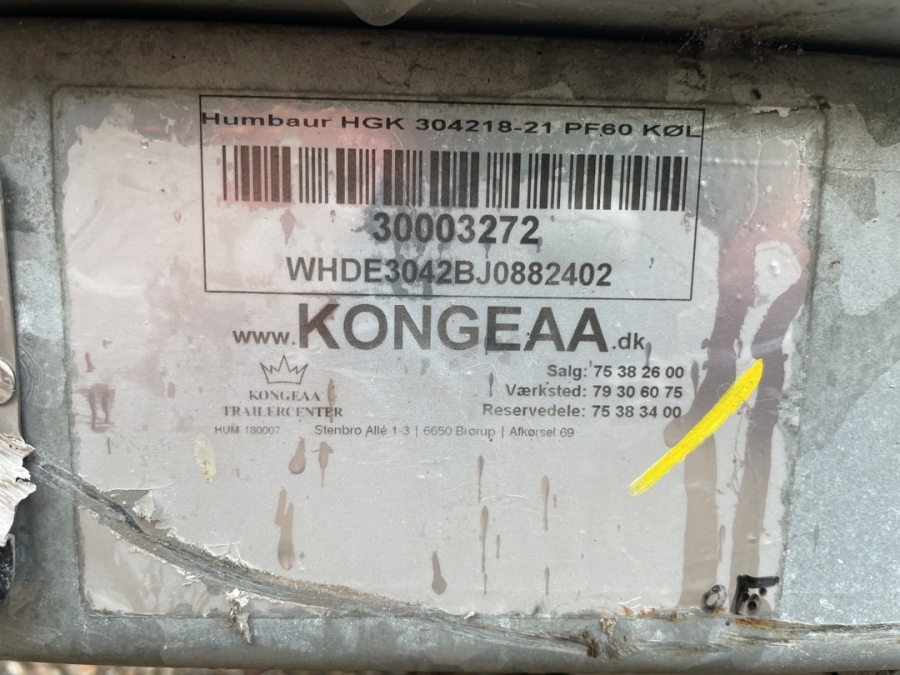 Humbaur HGK 304218-21 PF60 KØL
30003272
WHDE3042BJ0882402
www.KONGEAA.dk
KONGEAA
TRAILERCENTER
Salg: 75 38 26 00
Værksted: 79 30 60 75
Reservedele: 75 38 34 00
HUM 180007 Stenbro Allé 1-3 | 6650 Brørup | Afkørsel 69